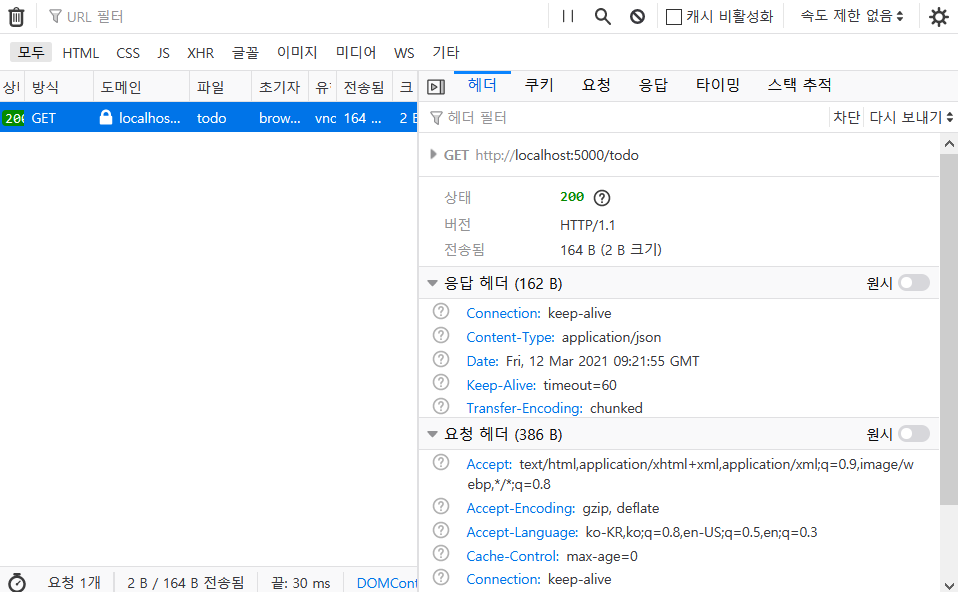 URL 필터
캐시 비활성화
속도 제한 없음
모두 HTML CSS JS XHR 글꼴 이미지 미디어 WS 기타
상 방식 도메인 파일 초기자 유 전송됨 크
헤더 쿠키 요청 응답 타이밍 스택 추적
200 GET localhos... todo brow... vnc 164 ... 2 B
헤더 필터 차단 다시 보내기
GET http://localhost:5000/todo
상태 200
버전 HTTP/1.1
전송됨 164 B (2 B 크기)
응답 헤더 (162 B) 원시
Connection: keep-alive
Content-Type: application/json
Date: Fri, 12 Mar 2021 09:21:55 GMT
Keep-Alive: timeout=60
Transfer-Encoding: chunked
요청 헤더 (386 B) 원시
Accept: text/html,application/xhtml+xml,application/xml;q=0.9,image/w
ebp,*/*;q=0.8
Accept-Encoding: gzip, deflate
Accept-Language: ko-KR,ko;q=0.8,en-US;q=0.5,en;q=0.3
Cache-Control: max-age=0
Connection: keep-alive
요청 1개 2 B / 164 B 전송됨 끝: 30 ms DOMCont